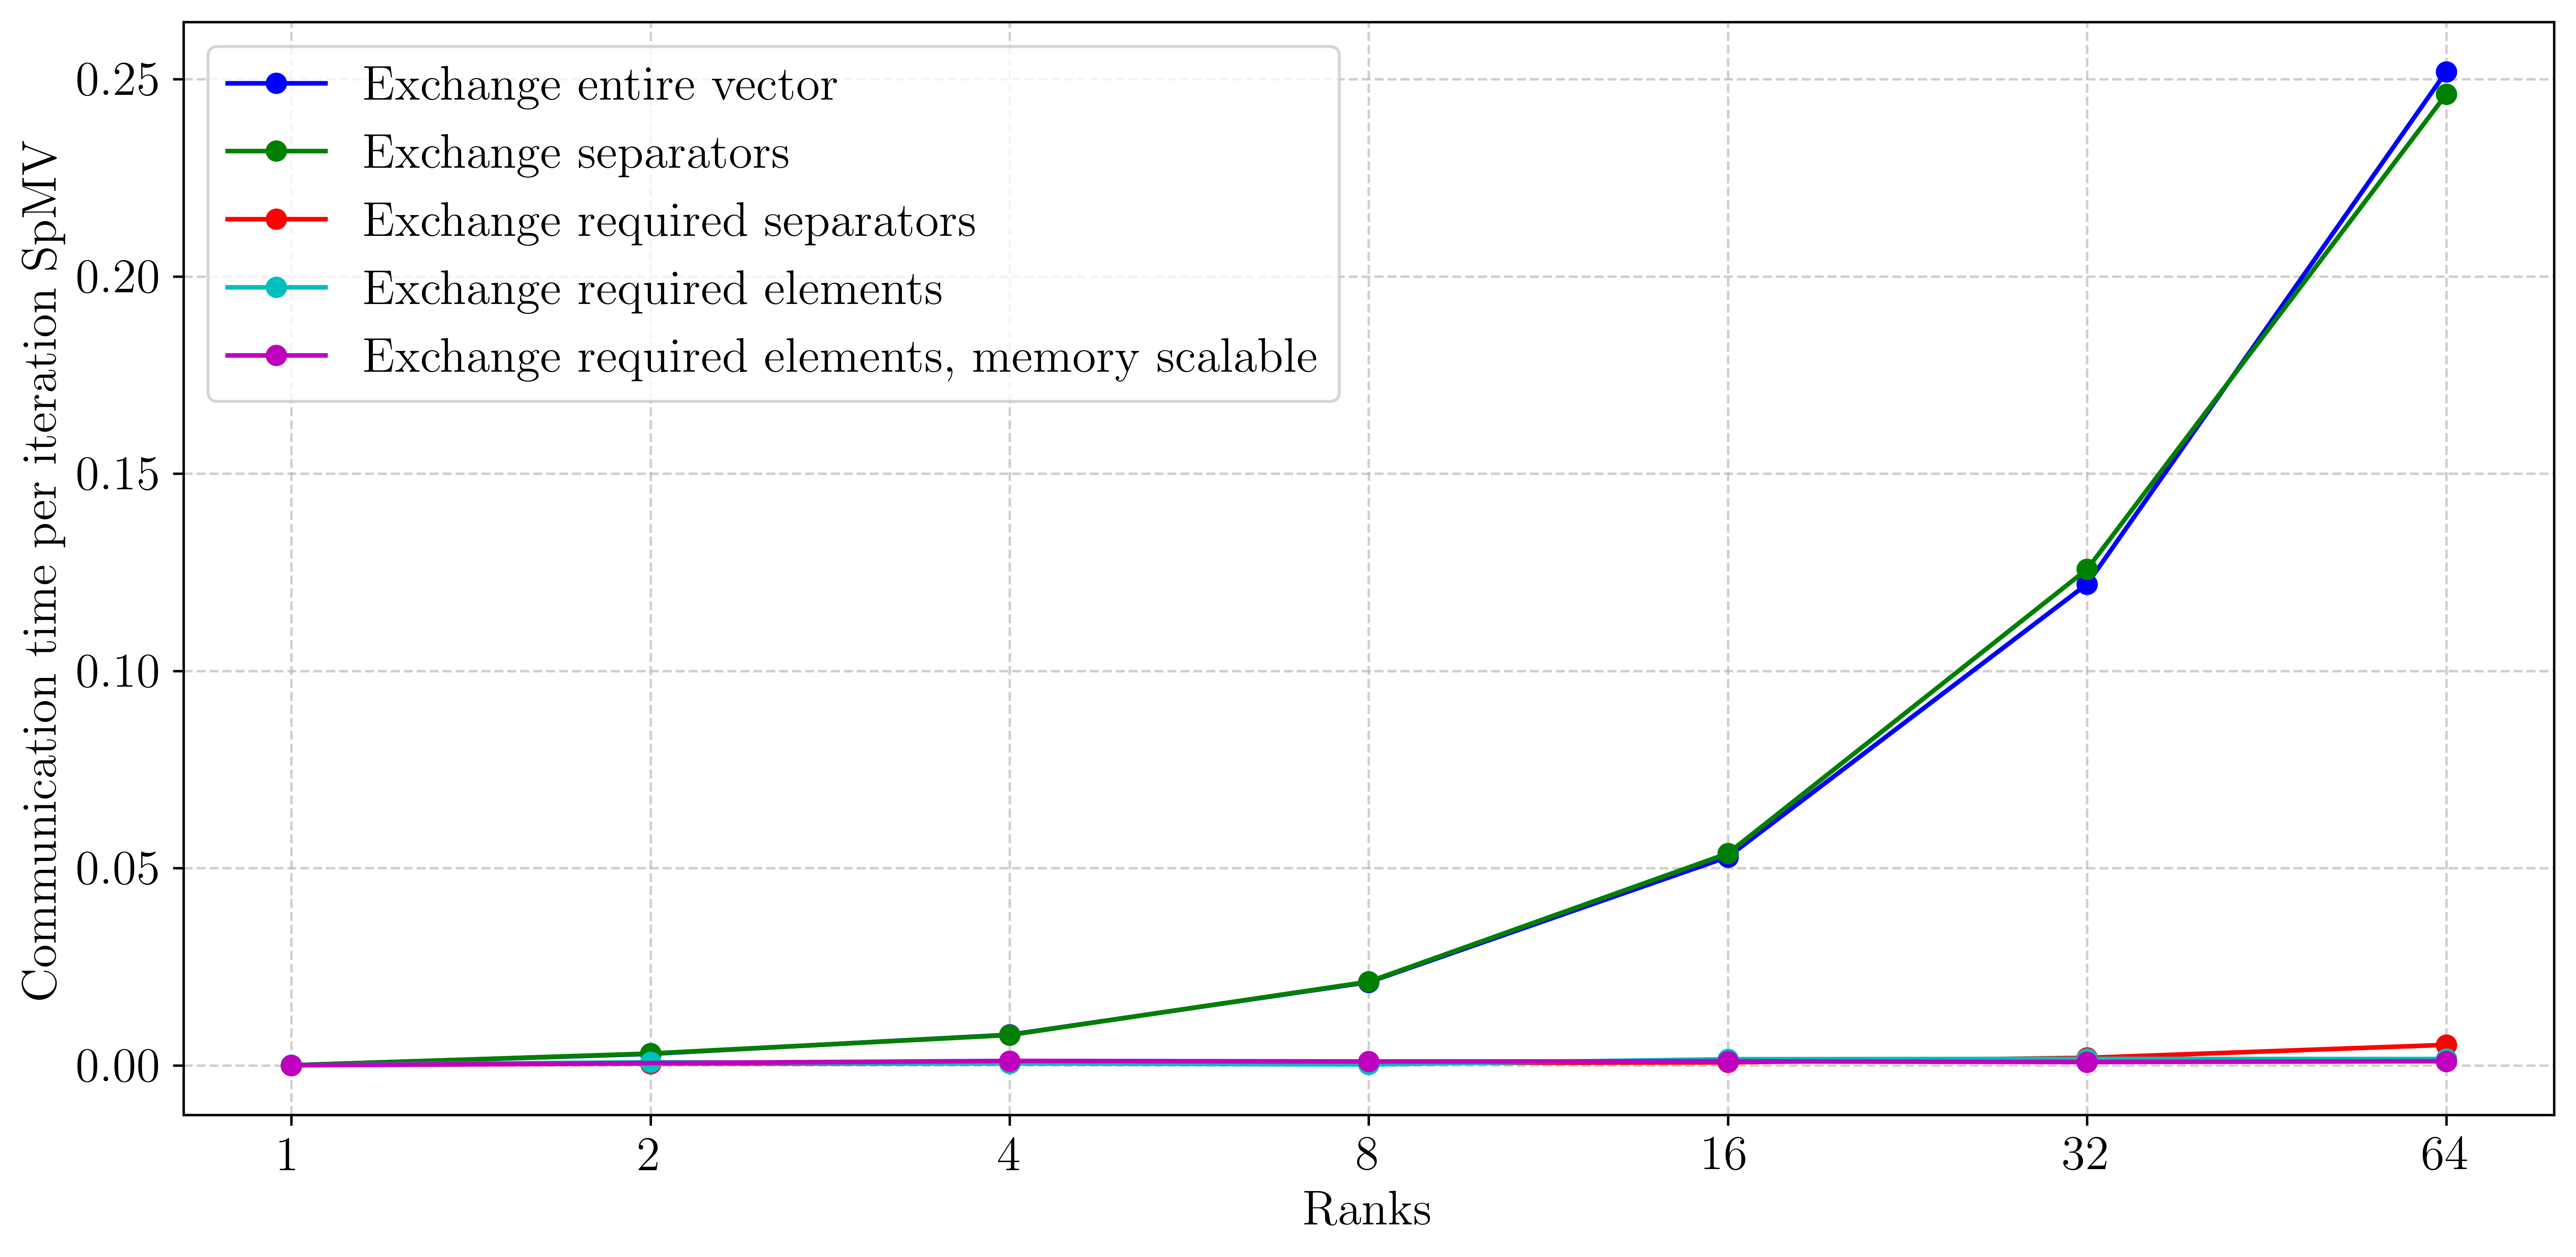 Communication time per iteration SpMV
0.25
0.20
0.15
0.10
0.05
0.00
Exchange entire vector
Exchange separators
Exchange required separators
Exchange required elements
Exchange required elements, memory scalable
1 2 4 8 16 32 64
Ranks